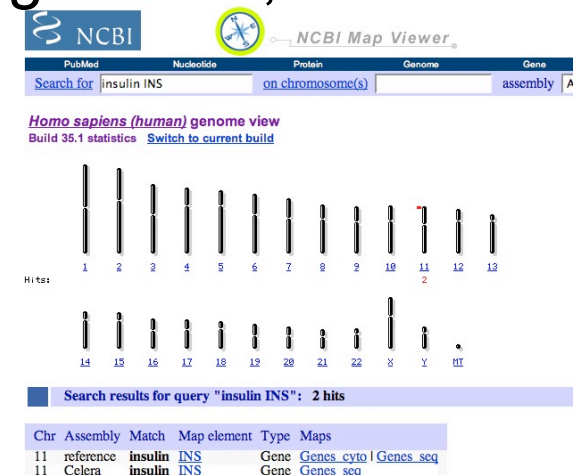 NCBI
NCBI Map Viewer
PubMed Nucleotide Protein Genome Gene
Search for insulin INS on chromosome(s) assembly A
Homo sapiens (human) genome view
Build 35.1 statistics Switch to current build
1 2 3 4 5 6 7 8 9 10 11 12 13
Hits: 2
14 15 16 17 18 19 20 21 22 X Y MT
Search results for query "insulin INS": 2 hits
Chr Assembly Match Map element Type Maps
11 reference insulin INS Gene Genes_cyto | Genes_seq
11 Celera insulin INS Gene Genes_seq